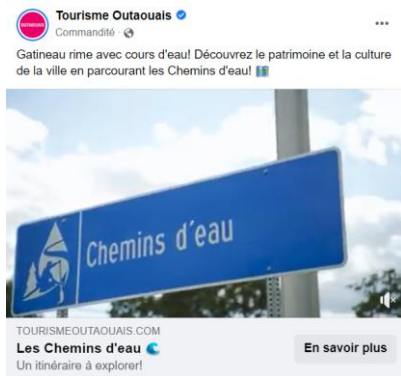 OUTAOUAIS
Tourisme Outaouais
Commandité
Gatineau rime avec cours d'eau! Découvrez le patrimoine et la culture
de la ville en parcourant les Chemins d'eau!
Chemins d'eau
TOURISMEOUTAOUAIS.COM
Les Chemins d'eau
Un itinéraire à explorer!
En savoir plus